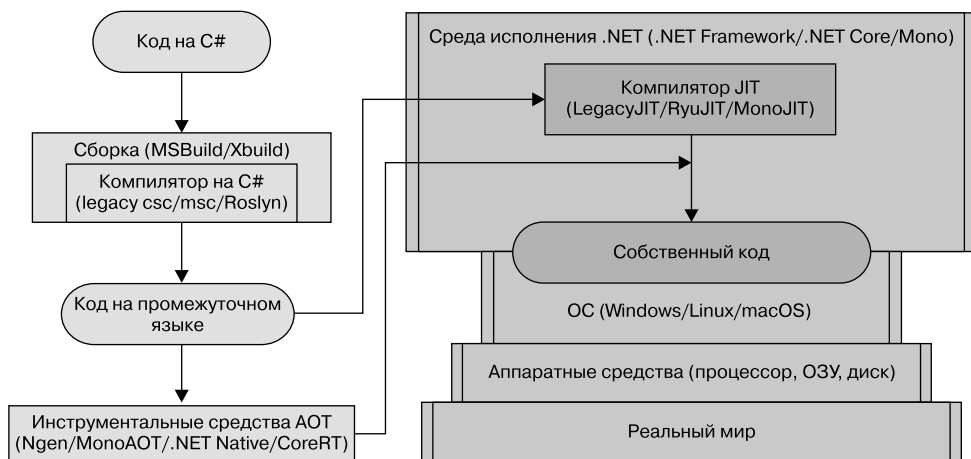 Код на C#
Сборка (MSBuild/Xbuild)
Компилятор на C#
(legacy csc/msc/Roslyn)
Код на промежуточном
языке
Инструментальные средства AOT
(Ngen/MonoAOT/.NET Native/CoreRT)
Среда исполнения .NET (.NET Framework/.NET Core/Mono)
Компилятор JIT
(LegacyJIT/RyuJIT/MonoJIT)
Собственный код
ОС (Windows/Linux/macOS)
Аппаратные средства (процессор, ОЗУ, диск)
Реальный мир